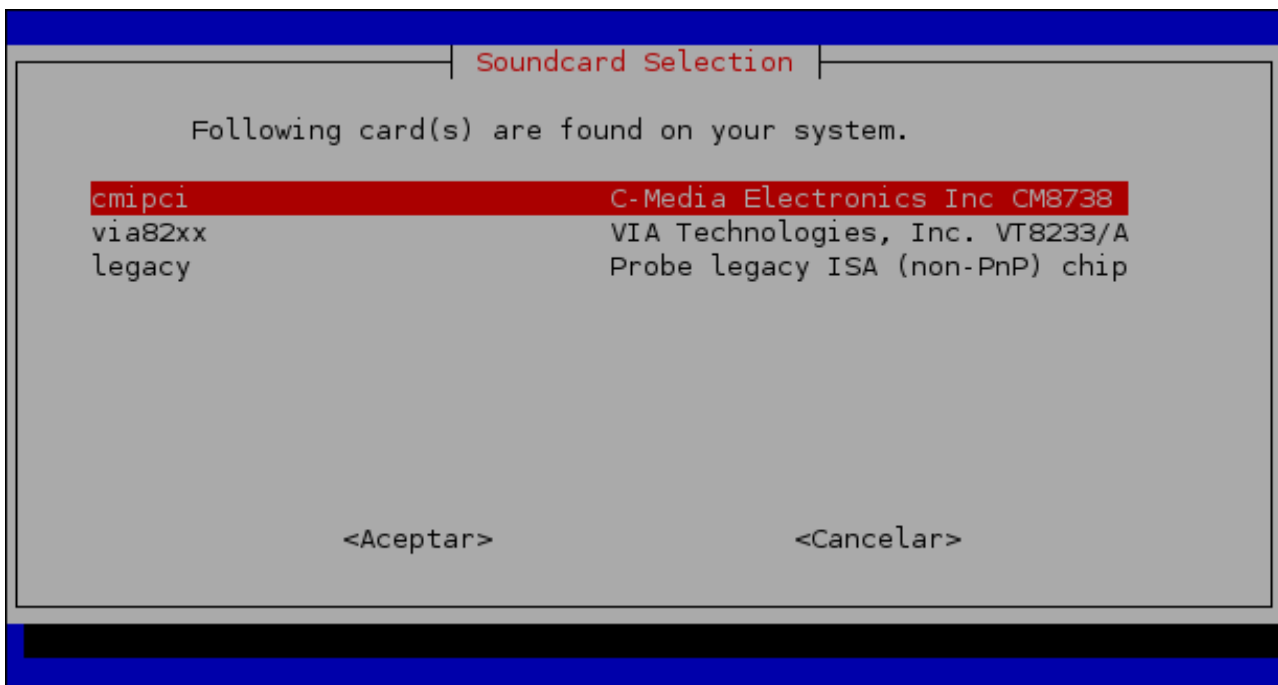 Soundcard Selection
Following card(s) are found on your system.
cmipci C-Media Electronics Inc CM8738
via82xx VIA Technologies, Inc. VT8233/A
legacy Probe legacy ISA (non-PnP) chip
<Aceptar> <Cancelar>